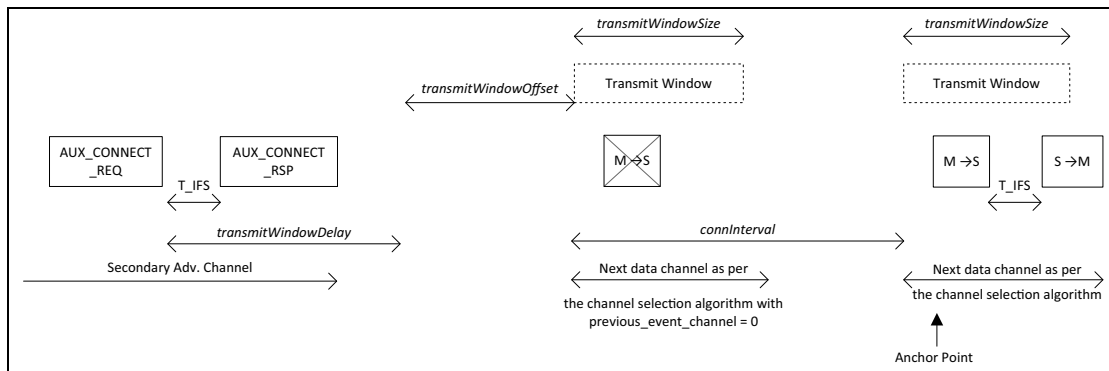 transmitWindowSize
transmitWindowSize
Transmit Window
Transmit Window
transmitWindowOffset
AUX_CONNECT
_REQ
AUX_CONNECT
_RSP
M → S
M → S
S → M
T_IFS
T_IFS
transmitWindowDelay
connInterval
Secondary Adv. Channel
Next data channel as per
the channel selection algorithm with
previous_event_channel = 0
Next data channel as per
the channel selection algorithm
Anchor Point